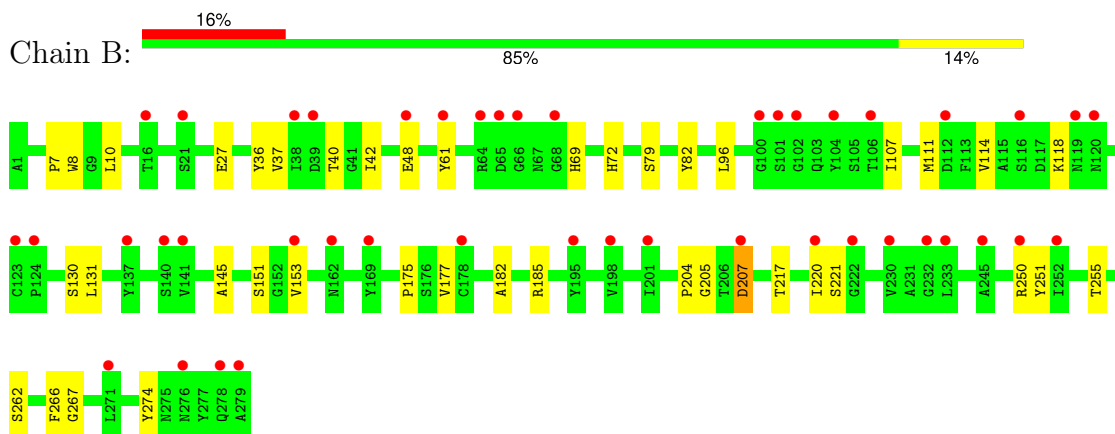 16%
Chain B:
85% 14%
A1 P7 W8 G9 L10 T16 S21 E27 Y36 V37 I38 D39 T40 G41 I42 E48 Y61 R64 D65 G66 N67 G68 H69 H72 S79 Y82 L96 G100 S101 G102 Q103 Y104 S105 T106 I107 M111 D112 F113 V114 A115 S116 D117 K118 N119 N120
C123 P124 S130 L131 Y137 S140 V141 A145 S151 G152 V153 N162 Y169 P175 S176 V177 C178 A182 R185 Y195 V198 I201 P204 G205 T206 D207 T217 I220 S221 G222 V230 A231 G232 L233 A245 R250 Y251 I252 T255
S262 F266 G267 L271 Y274 N275 N276 Y277 Q278 A279